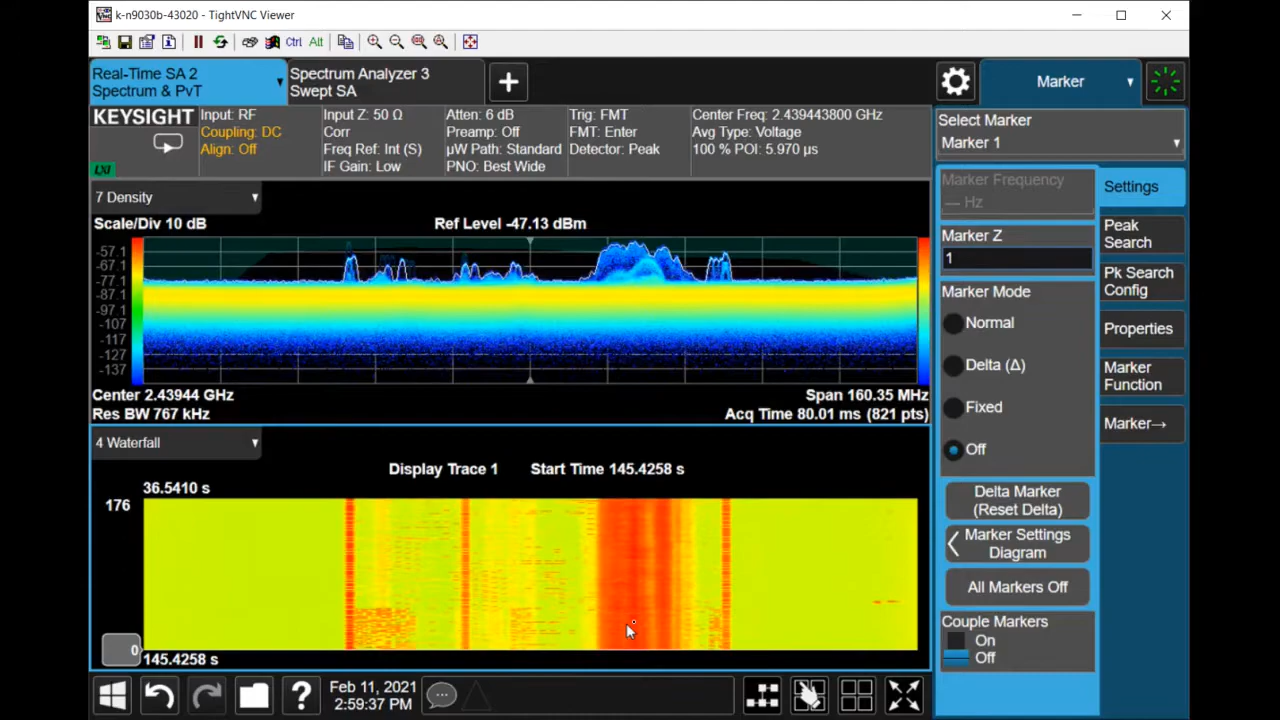 k-n9030b-43020 - TightVNC Viewer
Ctrl Alt
Real-Time SA 2
Spectrum & PvT
Spectrum Analyzer 3
Swept SA
Marker
KEYSIGHT
LXI
Input: RF
Coupling: DC
Align: Off
Input Z: 50 Ω
Corr
Freq Ref: Int (S)
IF Gain: Low
Atten: 6 dB
Preamp: Off
µW Path: Standard
PNO: Best Wide
Trig: FMT
FMT: Enter
Detector: Peak
Center Freq: 2.439443800 GHz
Avg Type: Voltage
100 % POI: 5.970 µs
Select Marker
Marker 1
7 Density
Scale/Div 10 dB
Ref Level -47.13 dBm
-57.1
-67.1
-77.1
-87.1
-97.1
-107
-117
-127
-137
Center 2.43944 GHz
Span 160.35 MHz
Res BW 767 kHz
Acq Time 80.01 ms (821 pts)
4 Waterfall
Display Trace 1
Start Time 145.4258 s
36.5410 s
176
0
145.4258 s
Marker Frequency
--- Hz
Marker Z
1
Marker Mode
Normal
Delta (Δ)
Fixed
Off
Delta Marker
(Reset Delta)
Marker Settings
Diagram
All Markers Off
Couple Markers
On
Off
Settings
Peak
Search
Pk Search
Config
Properties
Marker
Function
Marker→
?
Feb 11, 2021
2:59:37 PM